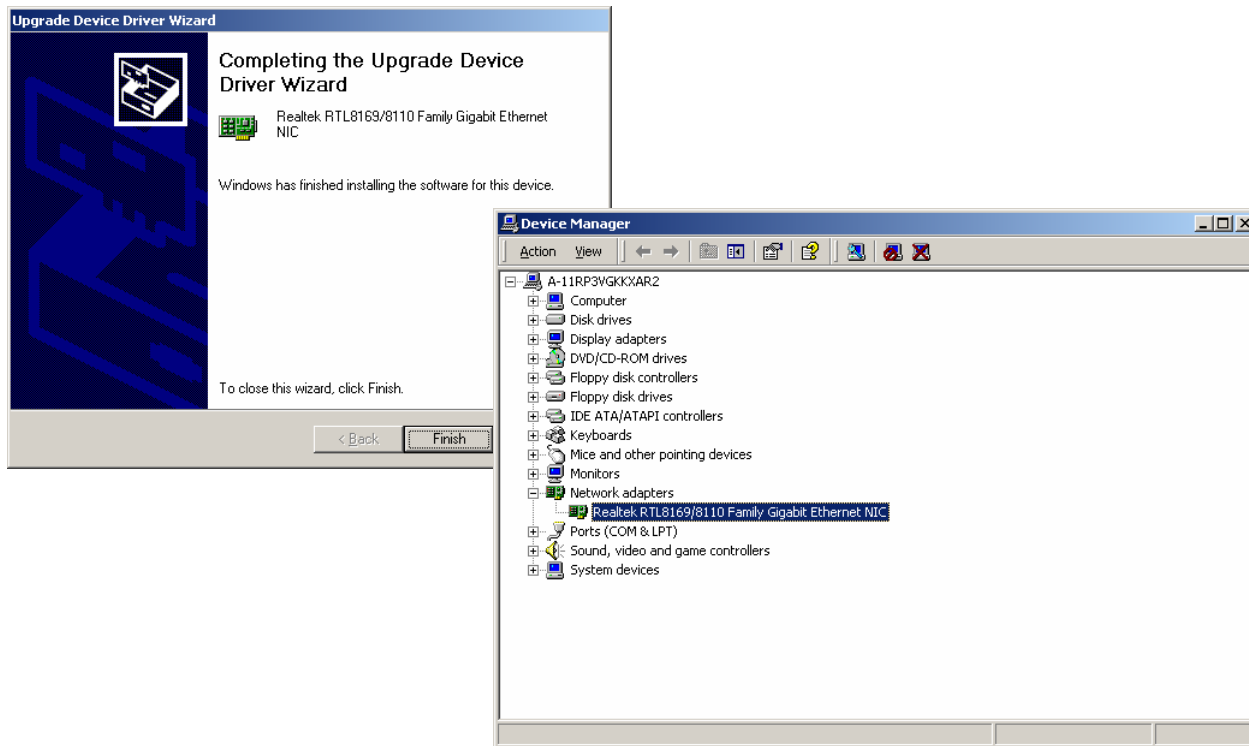 Upgrade Device Driver Wizard
Completing the Upgrade Device
Driver Wizard
Realtek RTL8169/8110 Family Gigabit Ethernet
NIC
Windows has finished installing the software for this device.
To close this wizard, click Finish.
< Back
Finish
Device Manager
Action View
A-11RP3VGKKXAR2
Computer
Disk drives
Display adapters
DVD/CD-ROM drives
Floppy disk controllers
Floppy disk drives
IDE ATA/ATAPI controllers
Keyboards
Mice and other pointing devices
Monitors
Network adapters
Realtek RTL8169/8110 Family Gigabit Ethernet NIC
Ports (COM & LPT)
Sound, video and game controllers
System devices